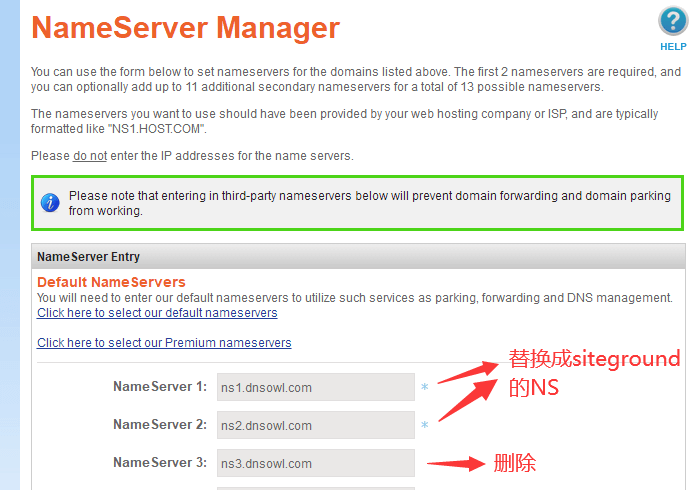 NameServer Manager
HELP
You can use the form below to set nameservers for the domains listed above. The first 2 nameservers are required, and
you can optionally add up to 11 additional secondary nameservers for a total of 13 possible nameservers.
The nameservers you want to use should have been provided by your web hosting company or ISP, and are typically
formatted like "NS1.HOST.COM".
Please do not enter the IP addresses for the name servers.
Please note that entering in third-party nameservers below will prevent domain forwarding and domain parking
from working.
NameServer Entry
Default NameServers
You will need to enter our default nameservers to utilize such services as parking, forwarding and DNS management.
Click here to select our default nameservers
Click here to select our Premium nameservers
替换成siteground
的NS
NameServer 1: ns1.dnsowl.com *
NameServer 2: ns2.dnsowl.com *
NameServer 3: ns3.dnsowl.com 删除